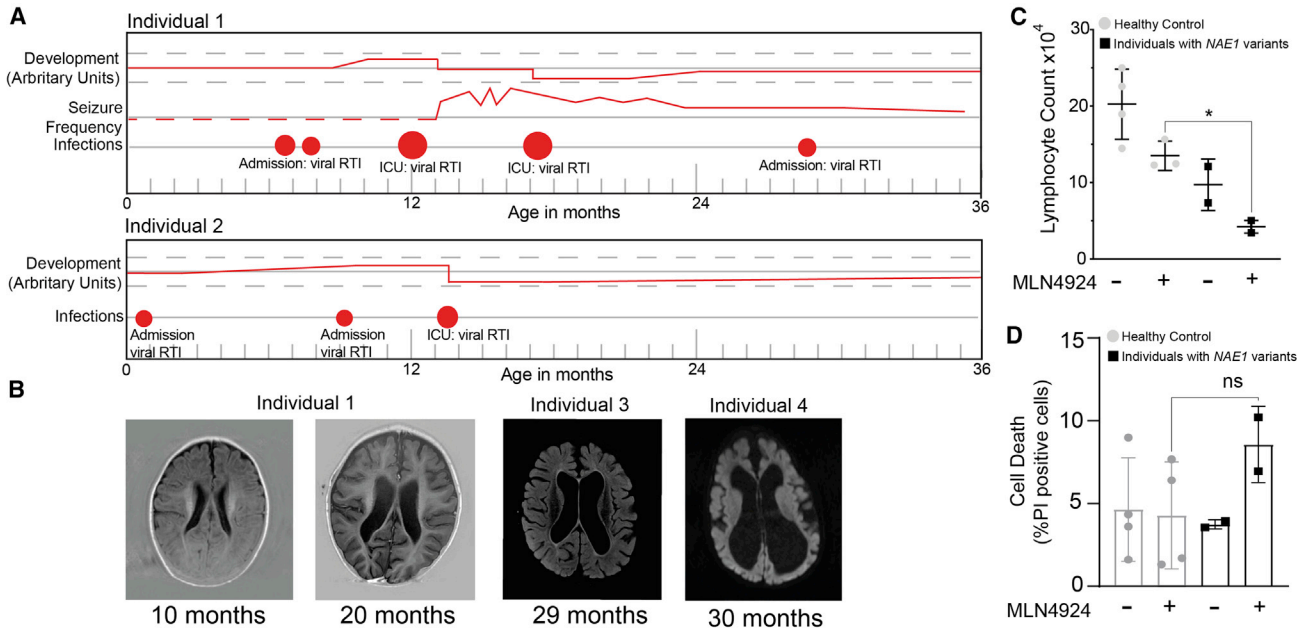 A
Individual 1
Development
(Arbritary Units)
Seizure
Frequency
Infections
Admission: viral RTI
ICU: viral RTI
ICU: viral RTI
Admission: viral RTI
12
24
36
0
Age in months
Individual 2
Development
(Arbritary Units)
Infections
Admission
viral RTI
Admission
viral RTI
ICU: viral RTI
0
12
24
36
Age in months
B
Individual 1
Individual 3
Individual 4
10 months
20 months
29 months
30 months
C
Healthy Control
Individuals with NAE1 variants
Lymphocyte Count x10⁴
30
20
10
0
*
MLN4924 - + - +
D
Healthy Control
Individuals with NAE1 variants
ns
Cell Death
(%PI positive cells)
15
10
5
0
MLN4924 - + - +